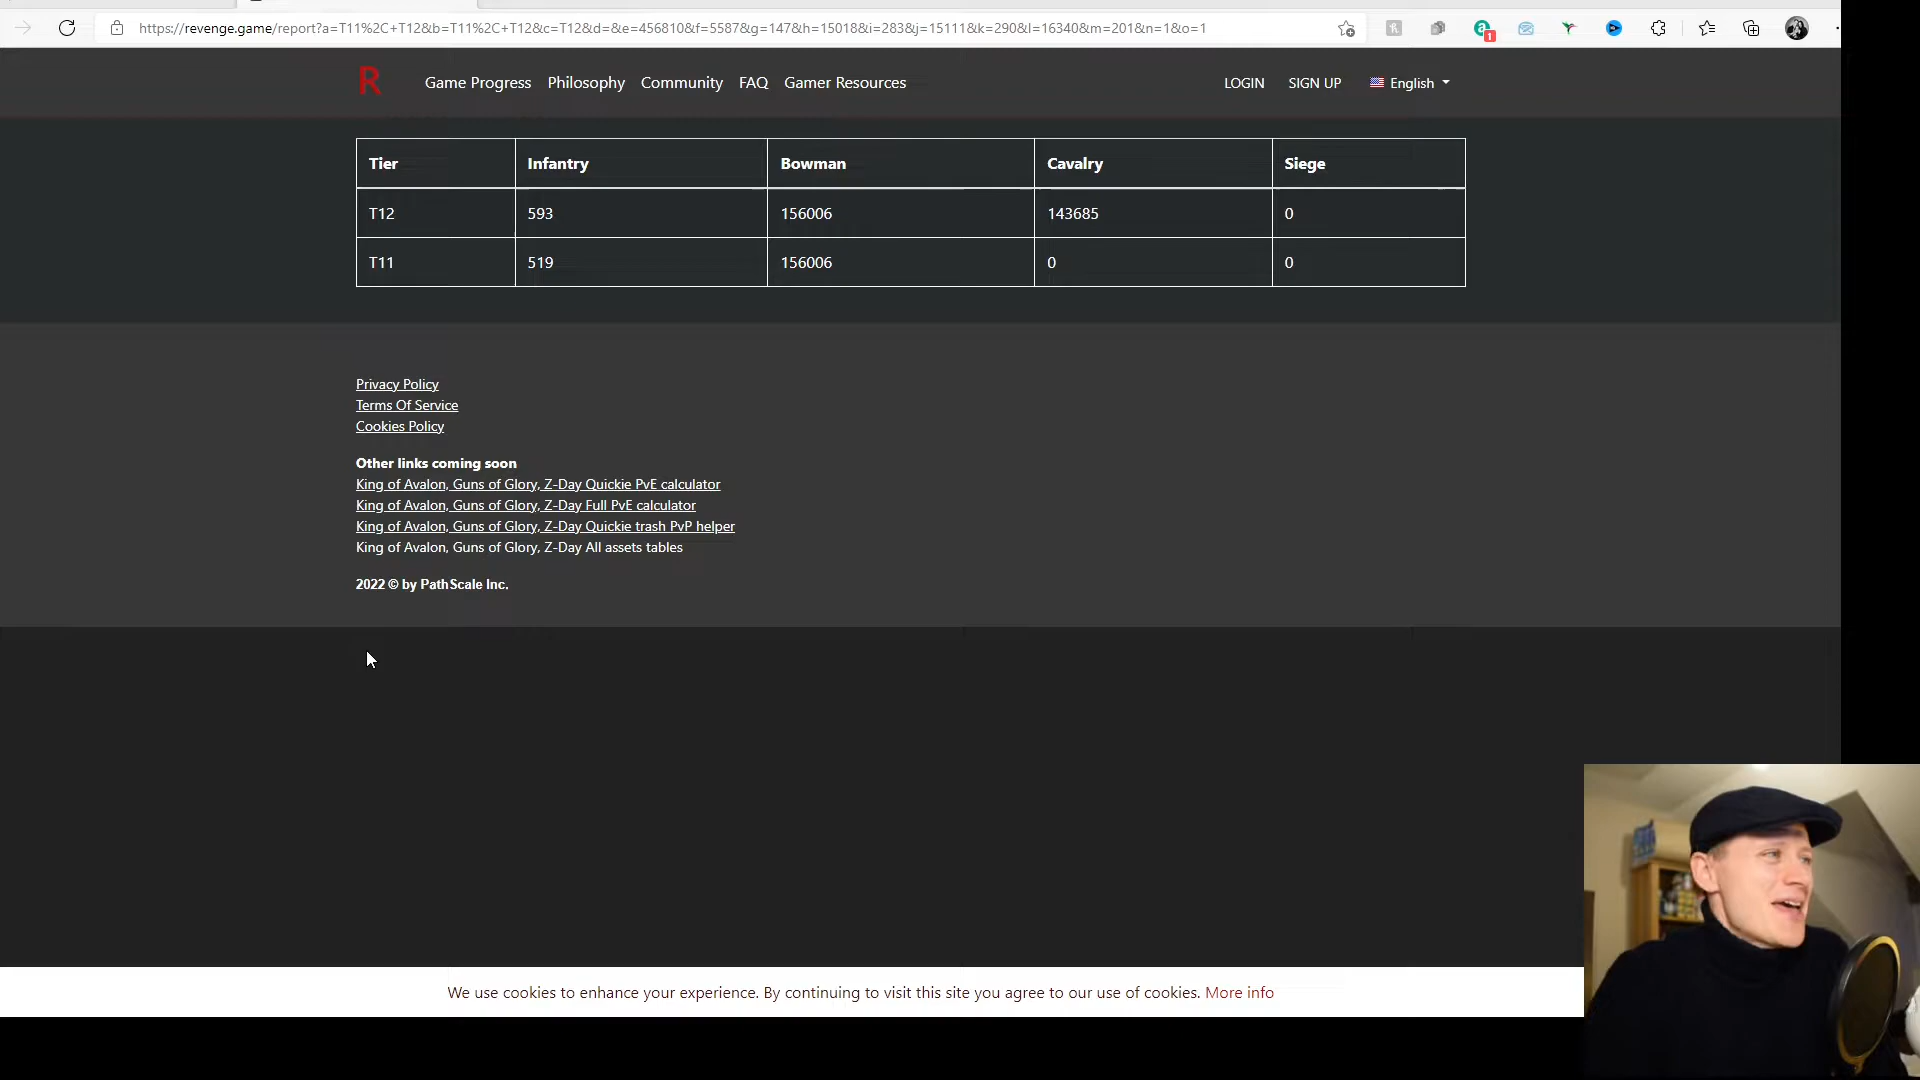 https://revenge.game/report?a=T11%2C+T12&b=T11%2C+T12&c=T12&d=&e=456810&f=5587&g=147&h=15018&i=283&j=15111&k=290&l=16340&m=201&n=1&o=1
1
R
Game Progress Philosophy Community FAQ Gamer Resources LOGIN SIGN UP English
Tier Infantry Bowman Cavalry Siege
T12 593 156006 143685 0
T11 519 156006 0 0
Privacy Policy
Terms Of Service
Cookies Policy
Other links coming soon
King of Avalon, Guns of Glory, Z-Day Quickie PvE calculator
King of Avalon, Guns of Glory, Z-Day Full PvE calculator
King of Avalon, Guns of Glory, Z-Day Quickie trash PvP helper
King of Avalon, Guns of Glory, Z-Day All assets tables
2022 © by PathScale Inc.
We use cookies to enhance your experience. By continuing to visit this site you agree to our use of cookies. More info